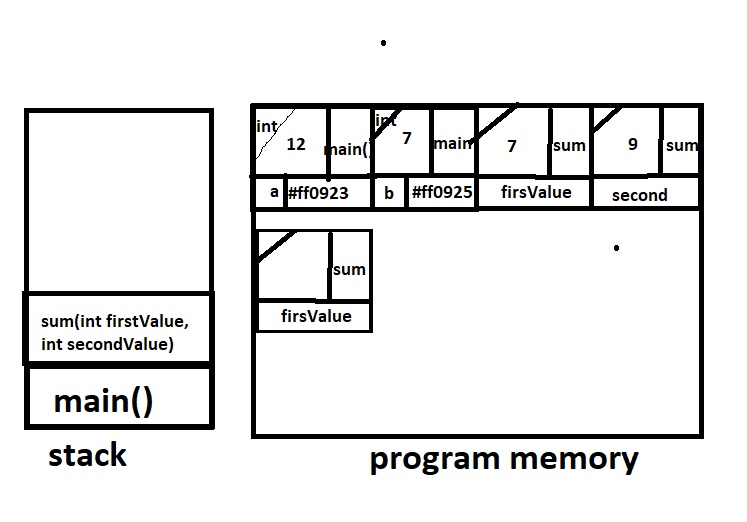 int
12
main()
int
7
main
7
sum
9
sum
a
#ff0923
b
#ff0925
firsValue
second
sum
firsValue
sum(int firstValue,
int secondValue)
main()
stack
program memory